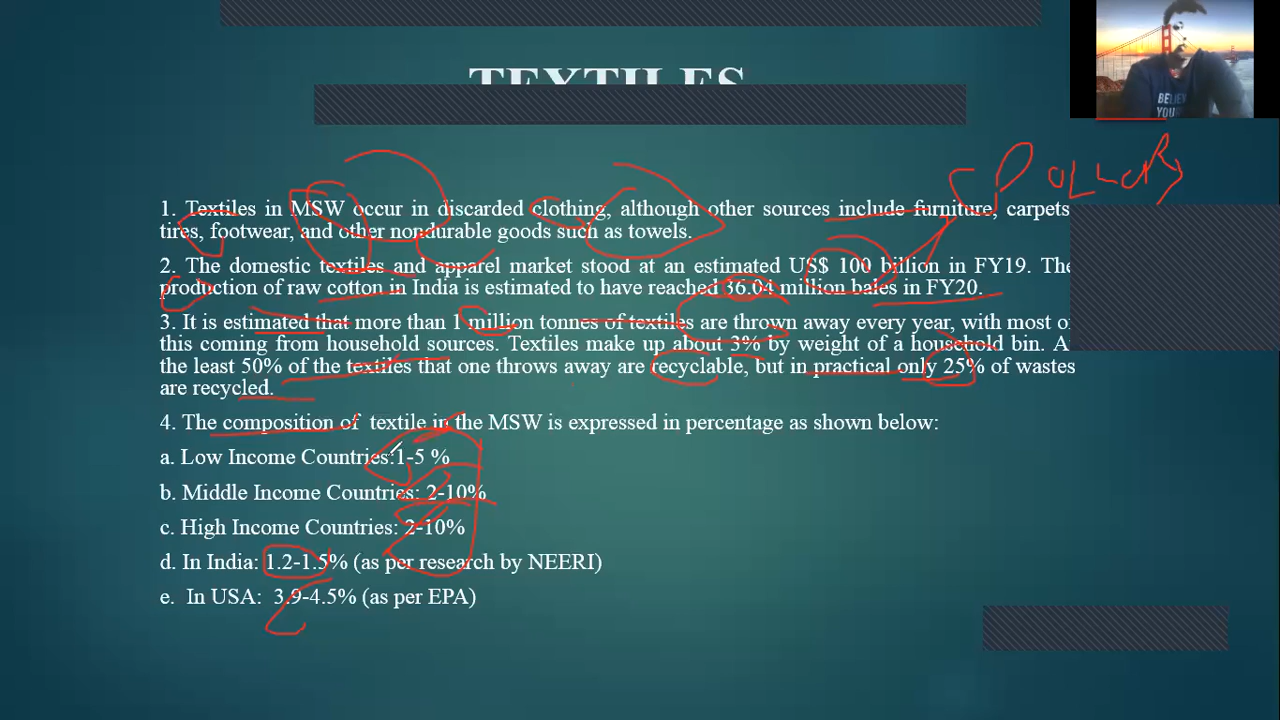 TEXTILES
BELIEV
YOUR
1. Textiles in MSW occur in discarded clothing, although other sources include furniture, carpets,
tires, footwear, and other nondurable goods such as towels.
2. The domestic textiles and apparel market stood at an estimated US$ 100 billion in FY19. The
production of raw cotton in India is estimated to have reached 36.04 million bales in FY20.
3. It is estimated that more than 1 million tonnes of textiles are thrown away every year, with most of
this coming from household sources. Textiles make up about 3% by weight of a household bin. At
the least 50% of the textiles that one throws away are recyclable, but in practical only 25% of wastes
are recycled.
4. The composition of textile in the MSW is expressed in percentage as shown below:
a. Low Income Countries:1-5 %
b. Middle Income Countries: 2-10%
c. High Income Countries: 2-10%
d. In India: 1.2-1.5% (as per research by NEERI)
e. In USA: 3.9-4.5% (as per EPA)